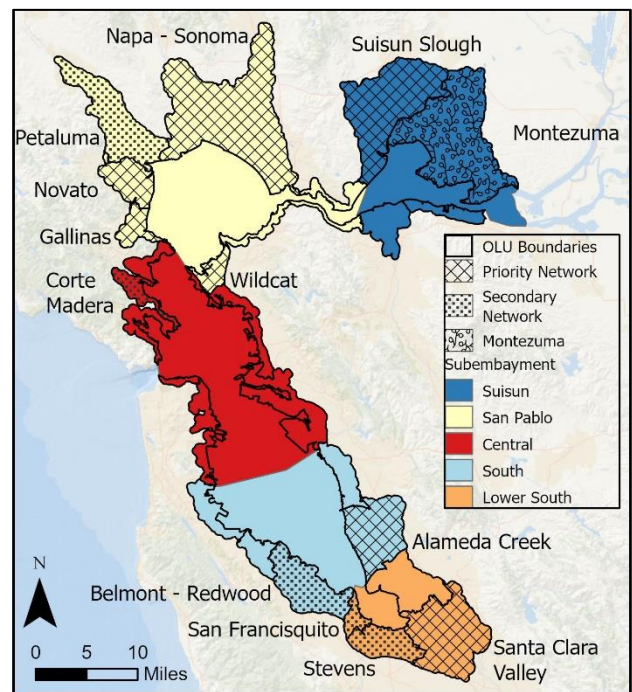 Napa - Sonoma
Suisun Slough
Petaluma
Montezuma
Novato
Gallinas
Corte
Madera
Wildcat
OLU Boundaries
Priority Network
Secondary
Network
Montezuma
Subembayment
Suisun
San Pablo
Central
South
Lower South
Alameda Creek
Belmont - Redwood
San Francisquito
Stevens
Santa Clara
Valley
N
0 5 10
Miles